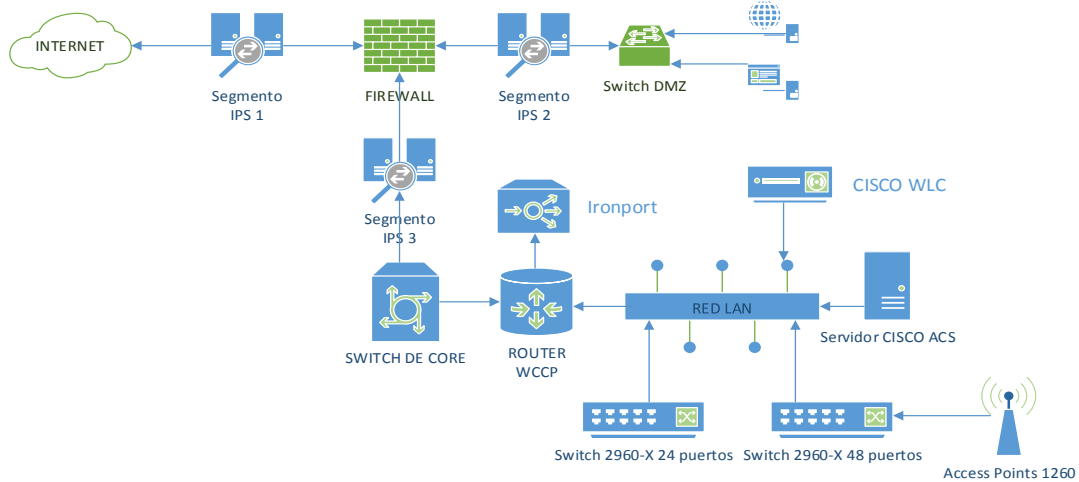 INTERNET
Segmento
IPS 1
FIREWALL
Segmento
IPS 2
Switch DMZ
Segmento
IPS 3
Ironport
CISCO WLC
SWITCH DE CORE
ROUTER
WCCP
RED LAN
Servidor CISCO ACS
Switch 2960-X 24 puertos
Switch 2960-X 48 puertos
Access Points 1260